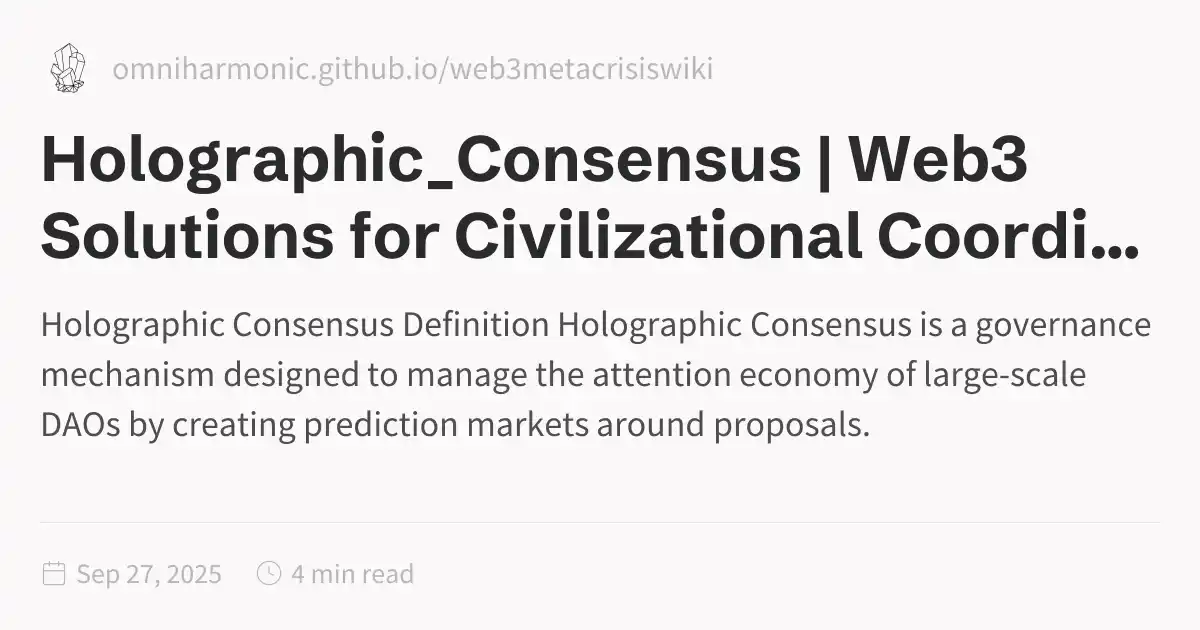 omniharmonic.github.io/web3metacrisiswiki
Holographic_Consensus | Web3
Solutions for Civilizational Coordi...
Holographic Consensus Definition Holographic Consensus is a governance
mechanism designed to manage the attention economy of large-scale
DAOs by creating prediction markets around proposals.
Sep 27, 2025 4 min read